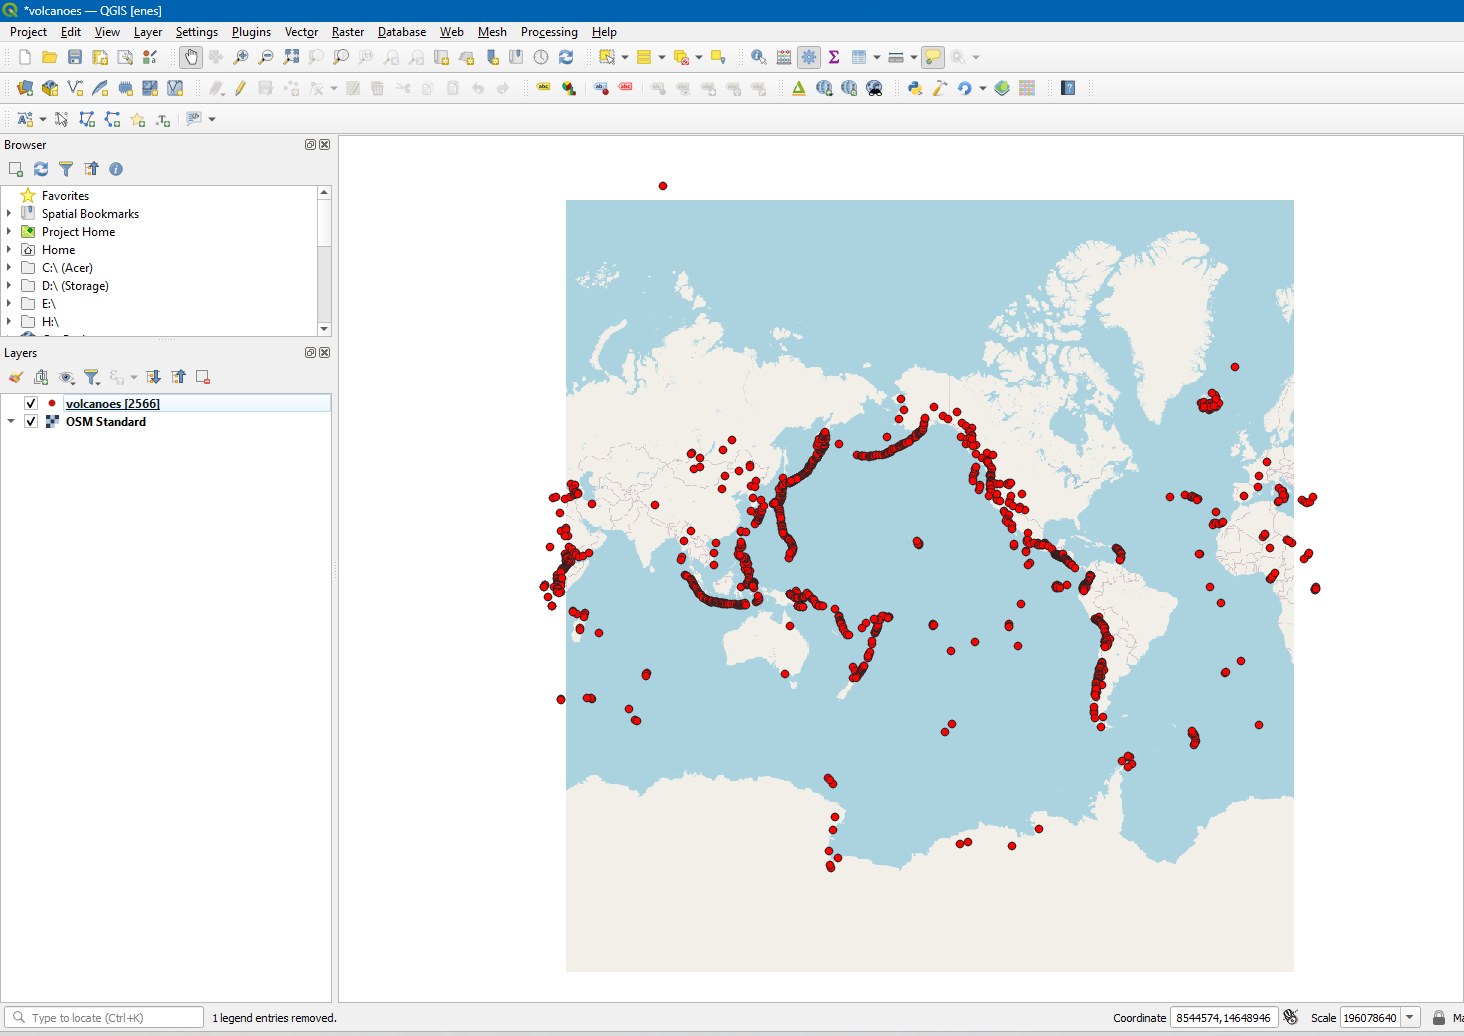 *volcanoes — QGIS [enes]
Project Edit View Layer Settings Plugins Vector Raster Database Web Mesh Processing Help
Browser
Favorites
Spatial Bookmarks
Project Home
Home
C:\ (Acer)
D:\ (Storage)
E:\
H:\
Layers
volcanoes [2566]
OSM Standard
Type to locate (Ctrl+K)
1 legend entries removed.
Coordinate 8544574,14648946
Scale 196078640
Ma